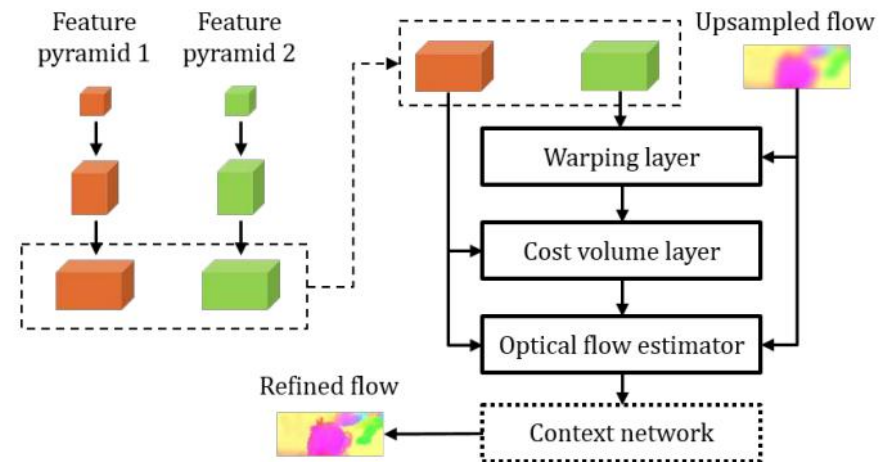 Feature
pyramid 1
Feature
pyramid 2
Upsampled flow
Warping layer
Cost volume layer
Optical flow estimator
Refined flow
Context network